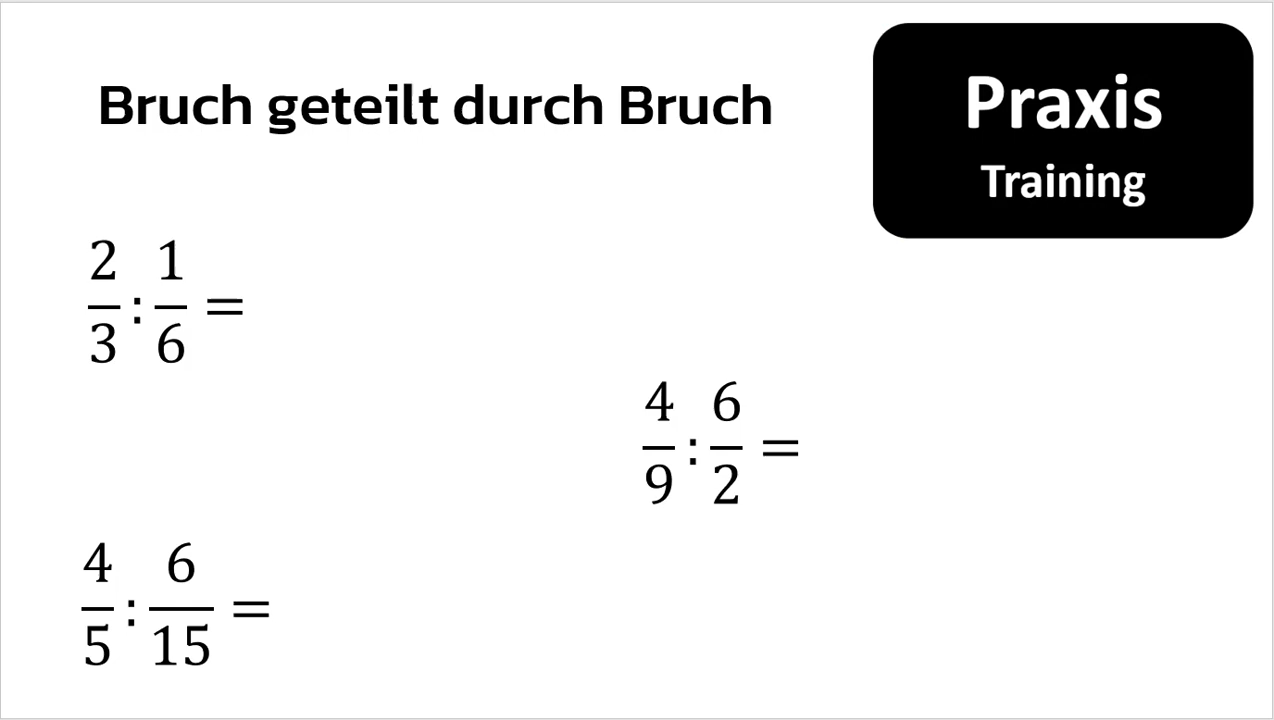 Bruch geteilt durch Bruch
Praxis
Training
2/3 : 1/6 =
4/9 : 6/2 =
4/5 : 6/15 =